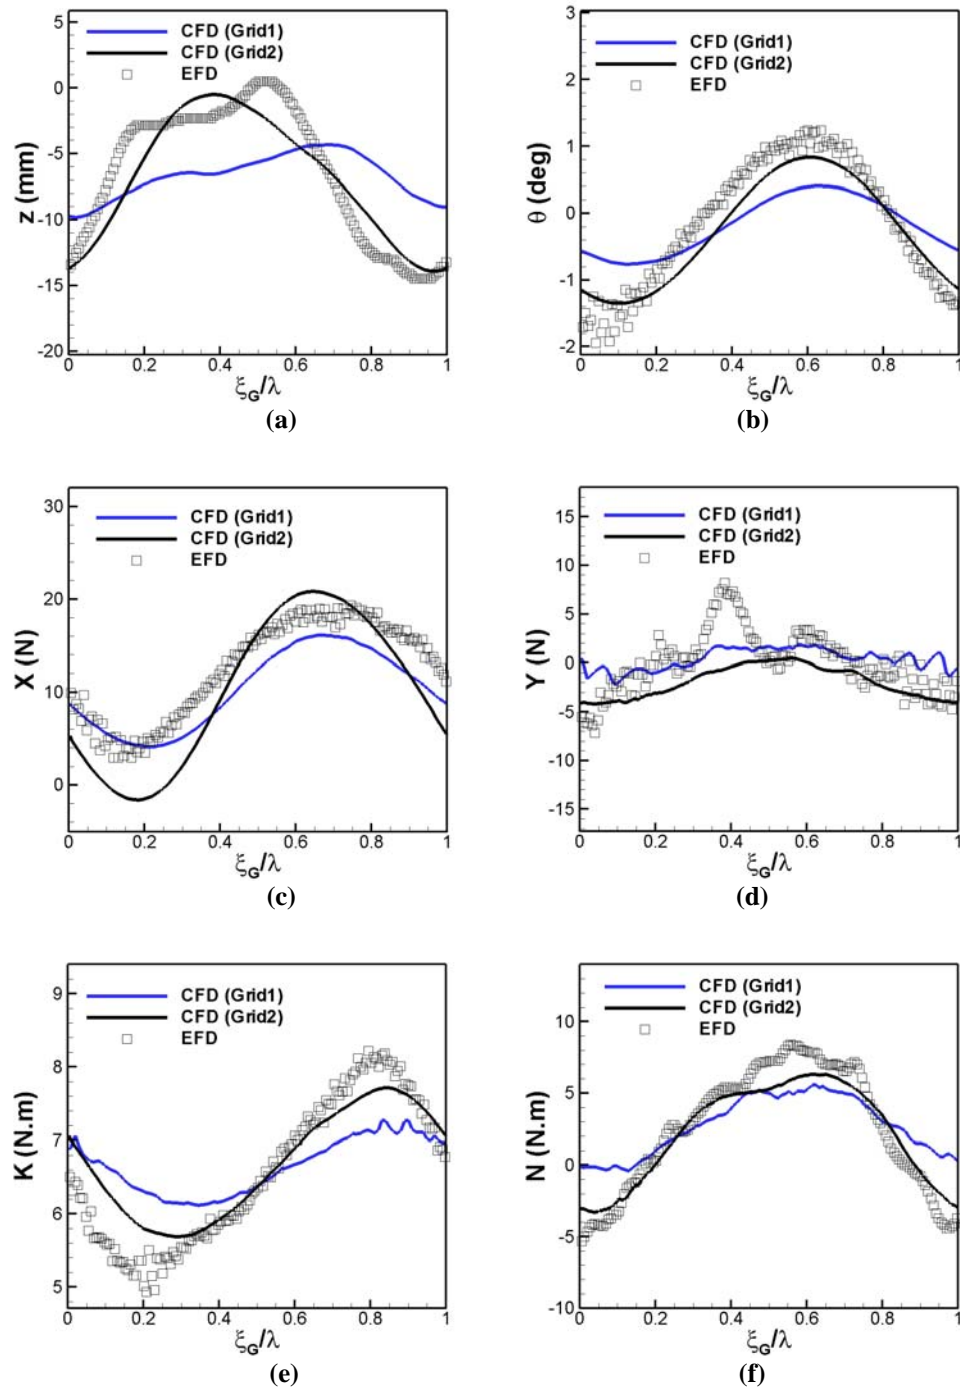 z (mm)
5
0
-5
-10
-15
-20
CFD (Grid1)
CFD (Grid2)
EFD
0 0.2 0.4 0.6 0.8 1
ξG/λ
(a)
θ (deg)
3
2
1
0
-1
-2
CFD (Grid1)
CFD (Grid2)
EFD
0 0.2 0.4 0.6 0.8 1
ξG/λ
(b)
X (N)
30
20
10
0
CFD (Grid1)
CFD (Grid2)
EFD
0 0.2 0.4 0.6 0.8 1
ξG/λ
(c)
Y (N)
15
10
5
0
-5
-10
-15
CFD (Grid1)
CFD (Grid2)
EFD
0 0.2 0.4 0.6 0.8 1
ξG/λ
(d)
K (N.m)
9
8
7
6
5
CFD (Grid1)
CFD (Grid2)
EFD
0 0.2 0.4 0.6 0.8 1
ξG/λ
(e)
N (N.m)
10
5
0
-5
-10
CFD (Grid1)
CFD (Grid2)
EFD
0 0.2 0.4 0.6 0.8 1
ξG/λ
(f)